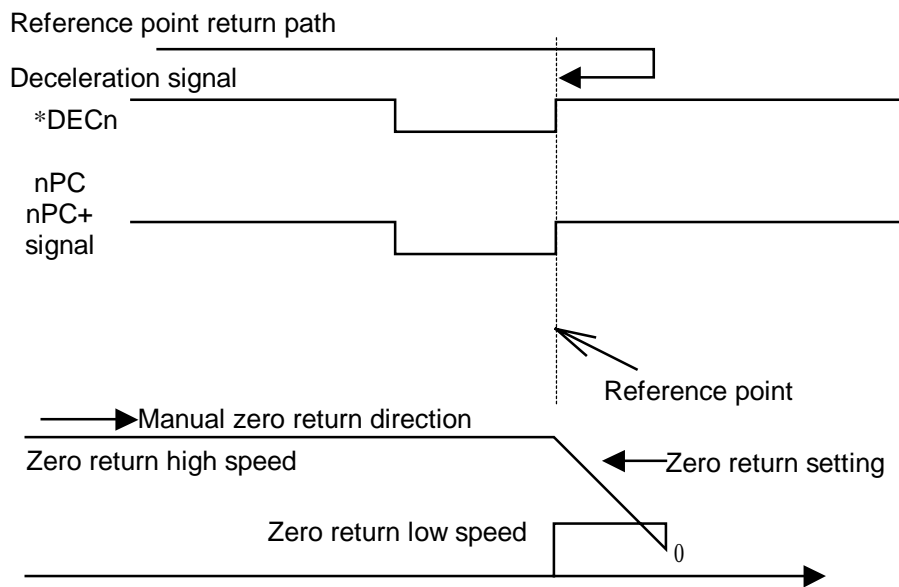 Reference point return path
Deceleration signal
*DECn
nPC
nPC+
signal
Reference point
Manual zero return direction
Zero return high speed
Zero return setting
Zero return low speed
0